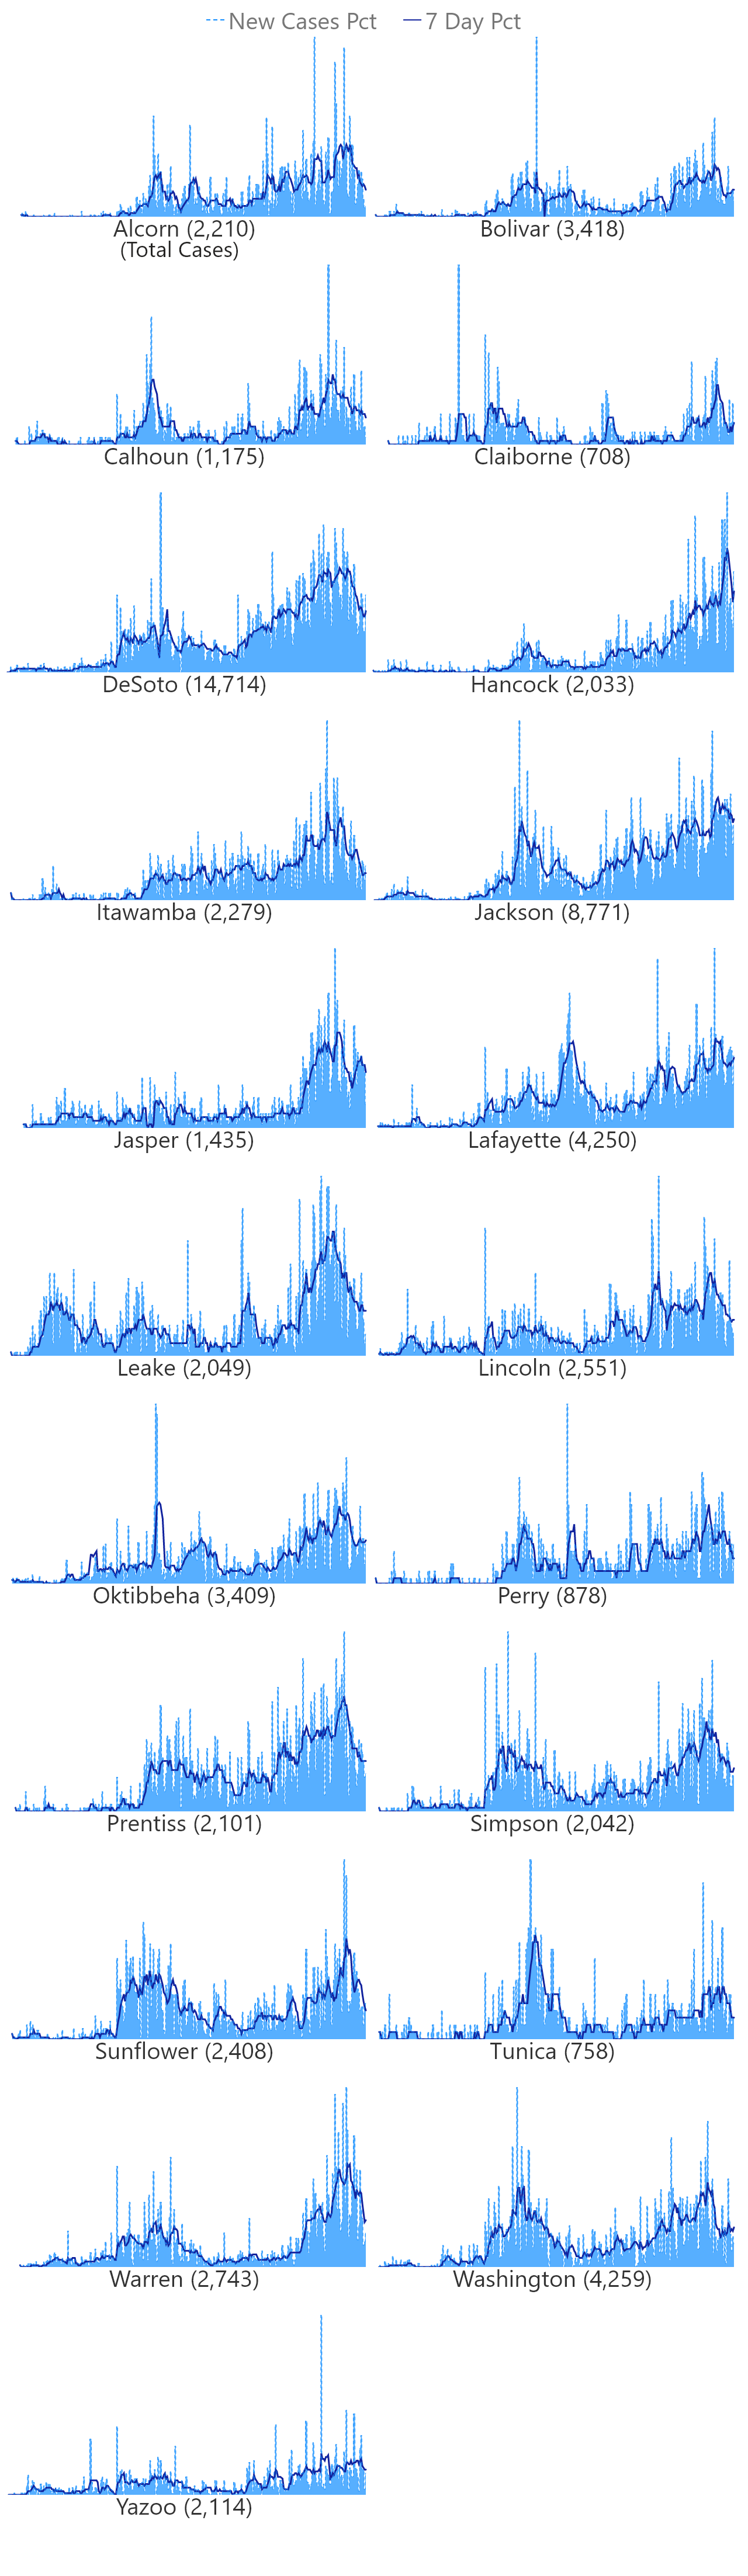 New Cases Pct 7 Day Pct
Alcorn (2,210) Bolivar (3,418)
(Total Cases)
Calhoun (1,175) Claiborne (708)
DeSoto (14,714) Hancock (2,033)
Itawamba (2,279) Jackson (8,771)
Jasper (1,435) Lafayette (4,250)
Leake (2,049) Lincoln (2,551)
Oktibbeha (3,409) Perry (878)
Prentiss (2,101) Simpson (2,042)
Sunflower (2,408) Tunica (758)
Warren (2,743) Washington (4,259)
Yazoo (2,114)